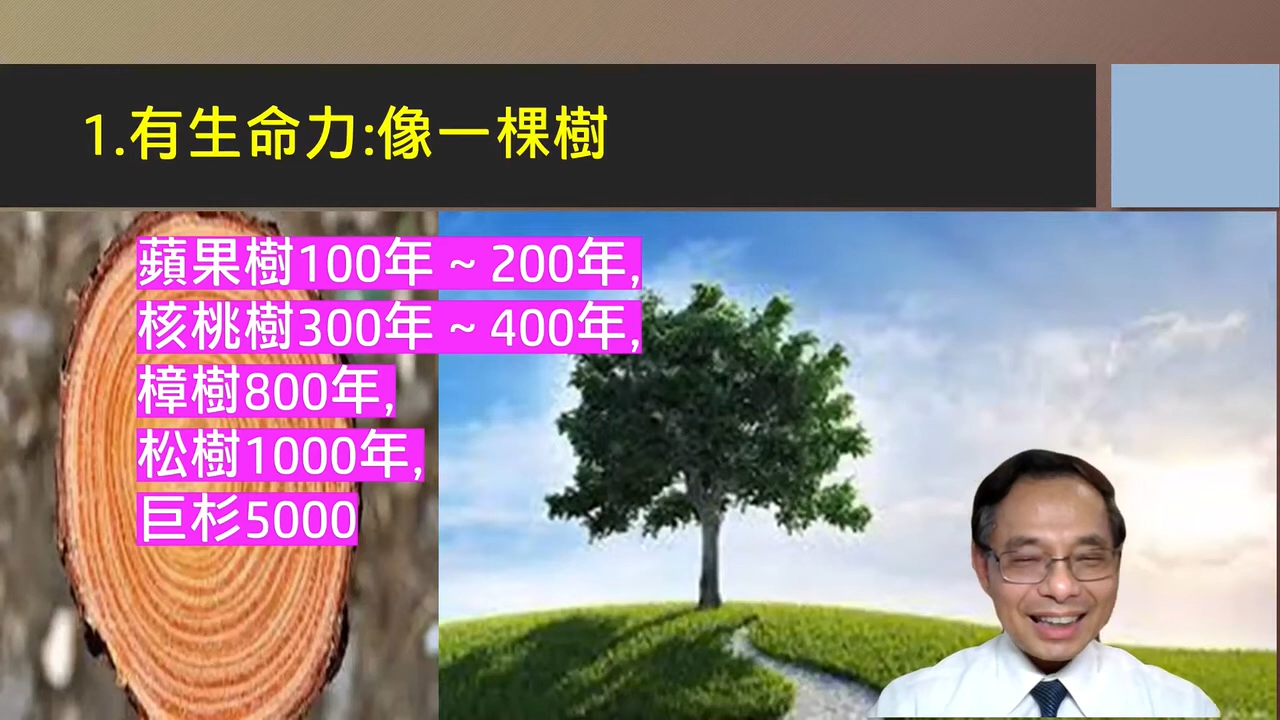 1.有生命力:像一棵樹
蘋果樹100年 ~ 200年,
核桃樹300年 ~ 400年,
樟樹800年,
松樹1000年,
巨杉5000